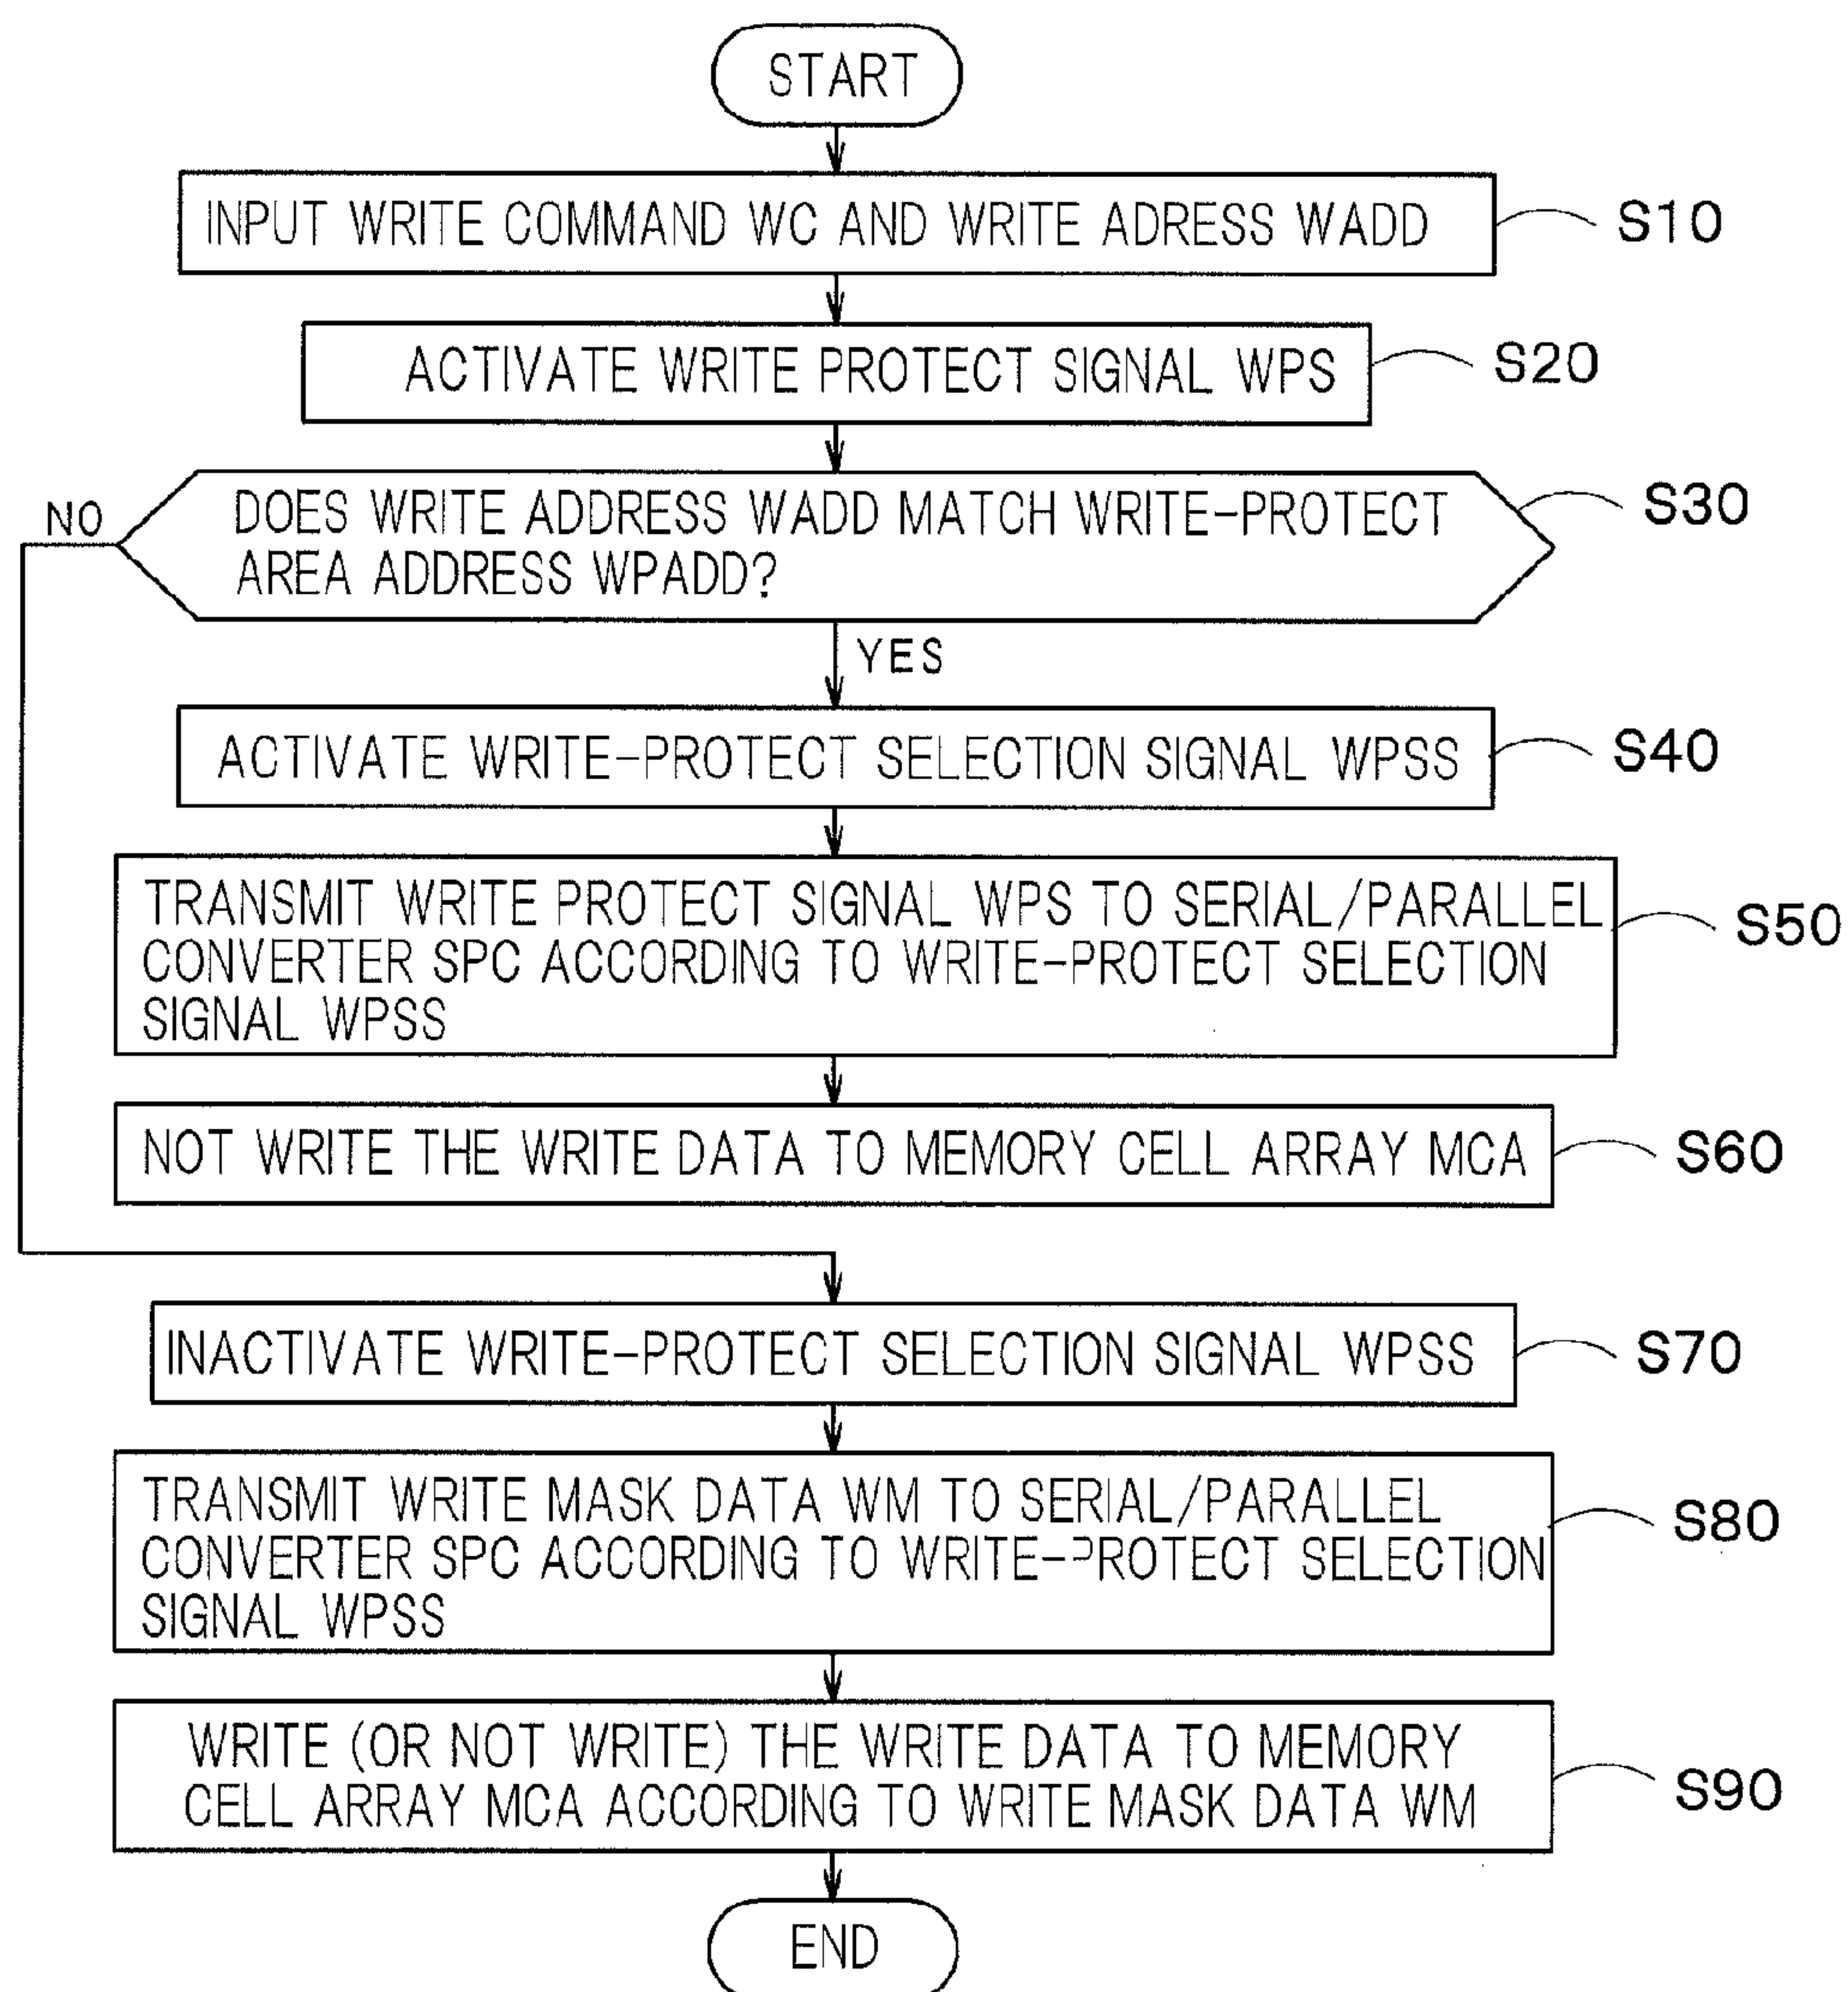 START
INPUT WRITE COMMAND WC AND WRITE ADRESS WADD
S10
ACTIVATE WRITE PROTECT SIGNAL WPS
S20
NO
DOES WRITE ADDRESS WADD MATCH WRITE-PROTECT
AREA ADDRESS WPADD?
S30
YES
ACTIVATE WRITE-PROTECT SELECTION SIGNAL WPSS
S40
TRANSMIT WRITE PROTECT SIGNAL WPS TO SERIAL/PARALLEL
CONVERTER SPC ACCORDING TO WRITE-PROTECT SELECTION
SIGNAL WPSS
S50
NOT WRITE THE WRITE DATA TO MEMORY CELL ARRAY MCA
S60
INACTIVATE WRITE-PROTECT SELECTION SIGNAL WPSS
S70
TRANSMIT WRITE MASK DATA WM TO SERIAL/PARALLEL
CONVERTER SPC ACCORDING TO WRITE-PROTECT SELECTION
SIGNAL WPSS
S80
WRITE (OR NOT WRITE) THE WRITE DATA TO MEMORY
CELL ARRAY MCA ACCORDING TO WRITE MASK DATA WM
S90
END